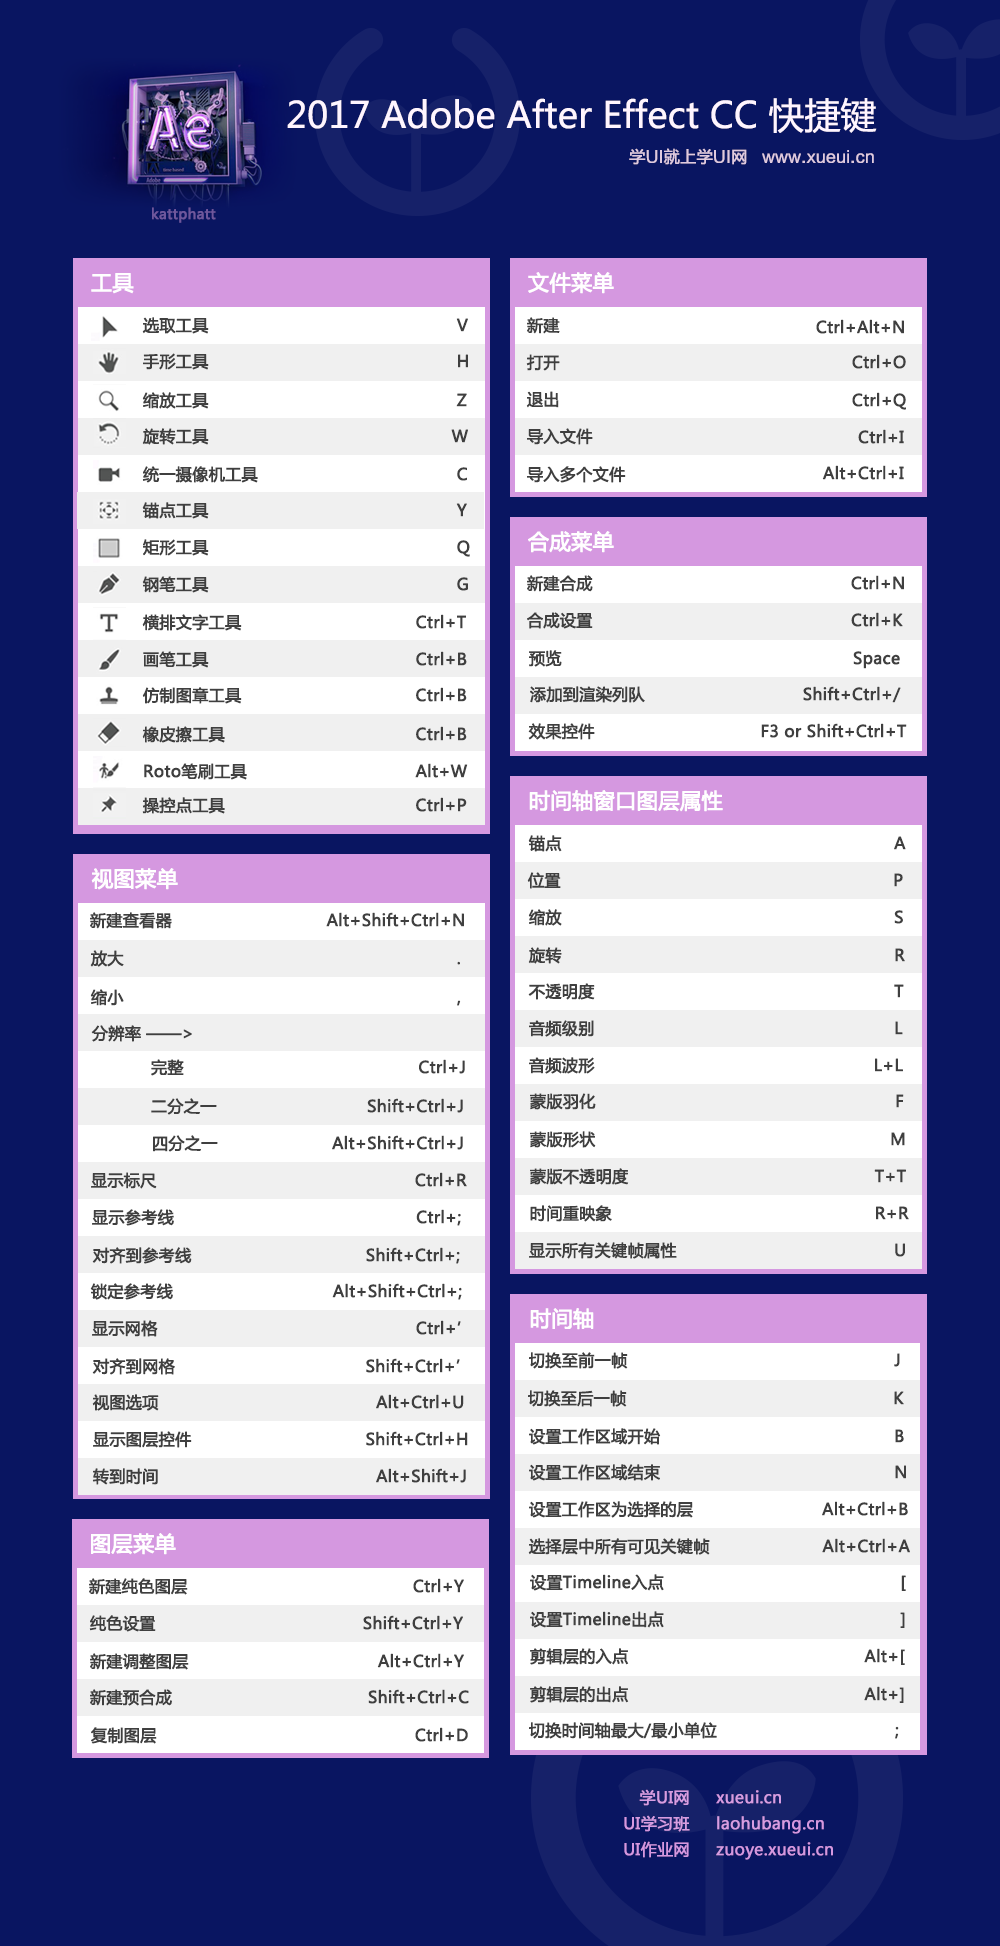 2017 Adobe After Effect CC 快捷键
学UI就上学UI网 www.xueui.cn
Ae
kattphatt
工具
选取工具 V
手形工具 H
缩放工具 Z
旋转工具 W
统一摄像机工具 C
锚点工具 Y
矩形工具 Q
钢笔工具 G
横排文字工具 Ctrl+T
画笔工具 Ctrl+B
仿制图章工具 Ctrl+B
橡皮擦工具 Ctrl+B
Roto笔刷工具 Alt+W
操控点工具 Ctrl+P
视图菜单
新建查看器 Alt+Shift+Ctrl+N
放大 .
缩小 ,
分辨率 ——>
完整 Ctrl+J
二分之一 Shift+Ctrl+J
四分之一 Alt+Shift+Ctrl+J
显示标尺 Ctrl+R
显示参考线 Ctrl+;
对齐到参考线 Shift+Ctrl+;
锁定参考线 Alt+Shift+Ctrl+;
显示网格 Ctrl+’
对齐到网格 Shift+Ctrl+’
视图选项 Alt+Ctrl+U
显示图层控件 Shift+Ctrl+H
转到时间 Alt+Shift+J
图层菜单
新建纯色图层 Ctrl+Y
纯色设置 Shift+Ctrl+Y
新建调整图层 Alt+Ctrl+Y
新建预合成 Shift+Ctrl+C
复制图层 Ctrl+D
文件菜单
新建 Ctrl+Alt+N
打开 Ctrl+O
退出 Ctrl+Q
导入文件 Ctrl+I
导入多个文件 Alt+Ctrl+I
合成菜单
新建合成 Ctrl+N
合成设置 Ctrl+K
预览 Space
添加到渲染列队 Shift+Ctrl+/
效果控件 F3 or Shift+Ctrl+T
时间轴窗口图层属性
锚点 A
位置 P
缩放 S
旋转 R
不透明度 T
音频级别 L
音频波形 L+L
蒙版羽化 F
蒙版形状 M
蒙版不透明度 T+T
时间重映象 R+R
显示所有关键帧属性 U
时间轴
切换至前一帧 J
切换至后一帧 K
设置工作区域开始 B
设置工作区域结束 N
设置工作区为选择的层 Alt+Ctrl+B
选择层中所有可见关键帧 Alt+Ctrl+A
设置Timeline入点 [
设置Timeline出点 ]
剪辑层的入点 Alt+[
剪辑层的出点 Alt+]
切换时间轴最大/最小单位 ;
学UI网 xueui.cn
UI学习班 laohubang.cn
UI作业网 zuoye.xueui.cn